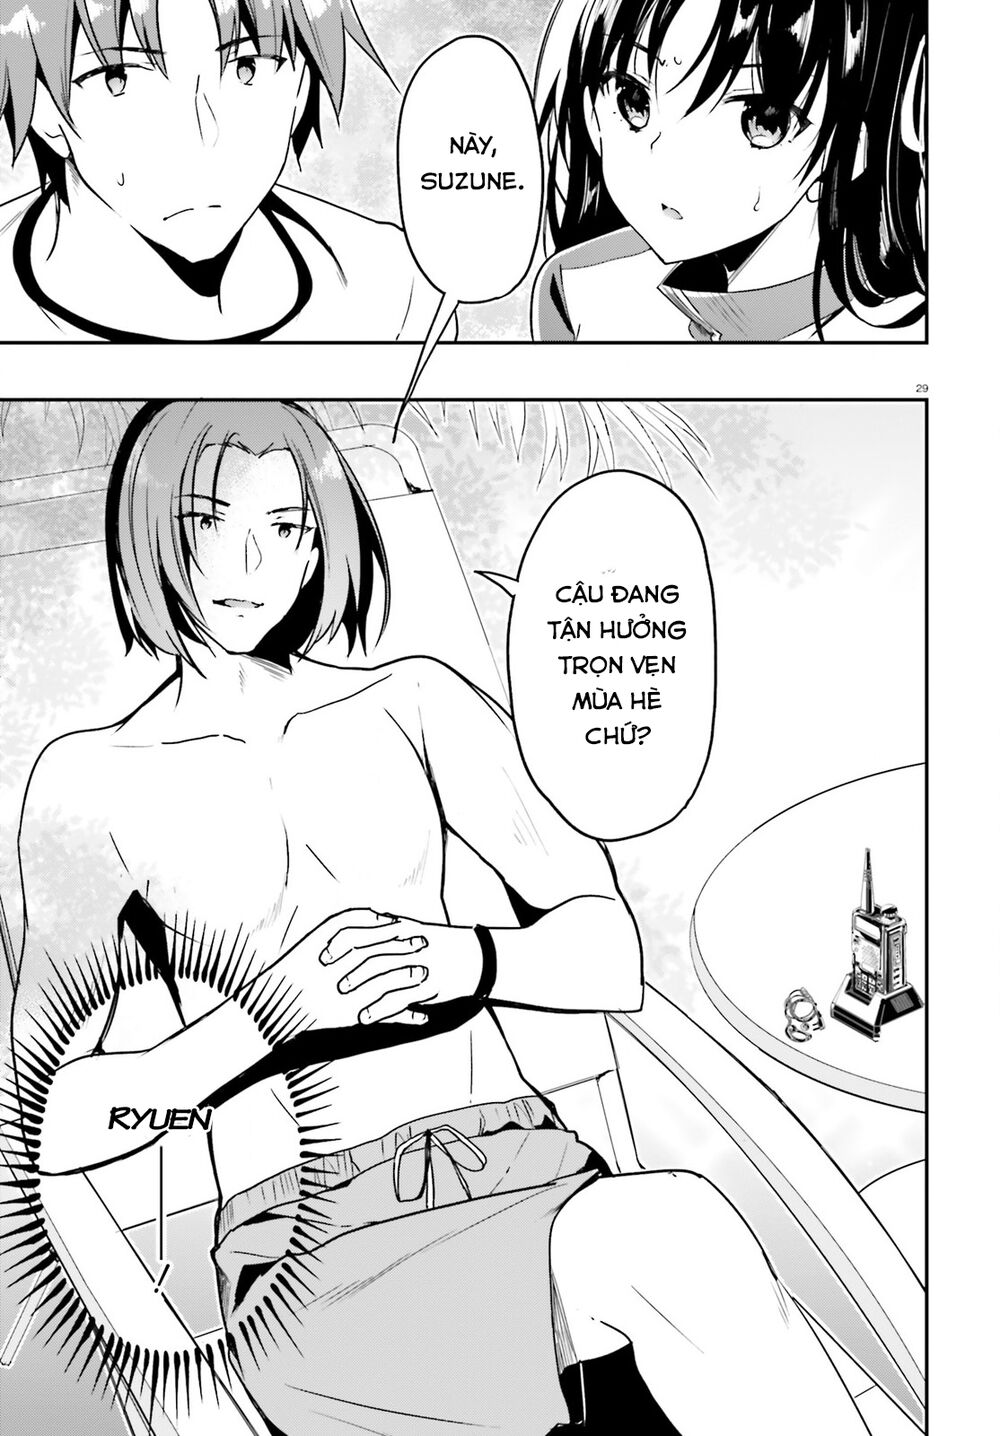 NÀY,
SUZUNE.
29
CẬU ĐANG
TẬN HƯỞNG
TRỌN VẸN
MÙA HÈ
CHỨ?
RYUEN
—!